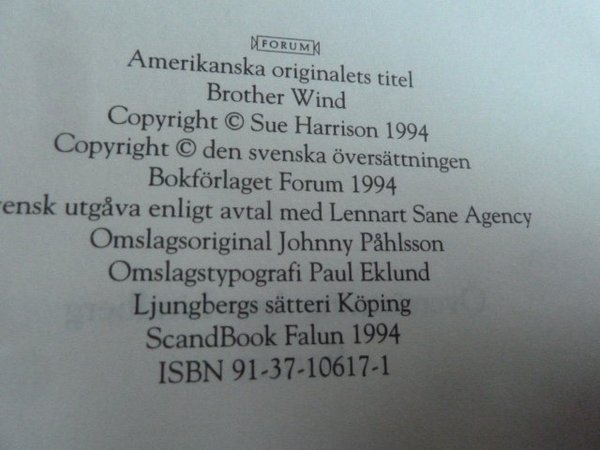 FORUM
Amerikanska originalets titel
Brother Wind
Copyright © Sue Harrison 1994
Copyright © den svenska översättningen
Bokförlaget Forum 1994
utgåva enligt avtal med Lennart Sane Agency
Omslagsoriginal Johnny Påhlsson
Omslagstypografi Paul Eklund
Ljungbergs sätteri Köping
ScandBook Falun 1994
ISBN 91-37-10617-1